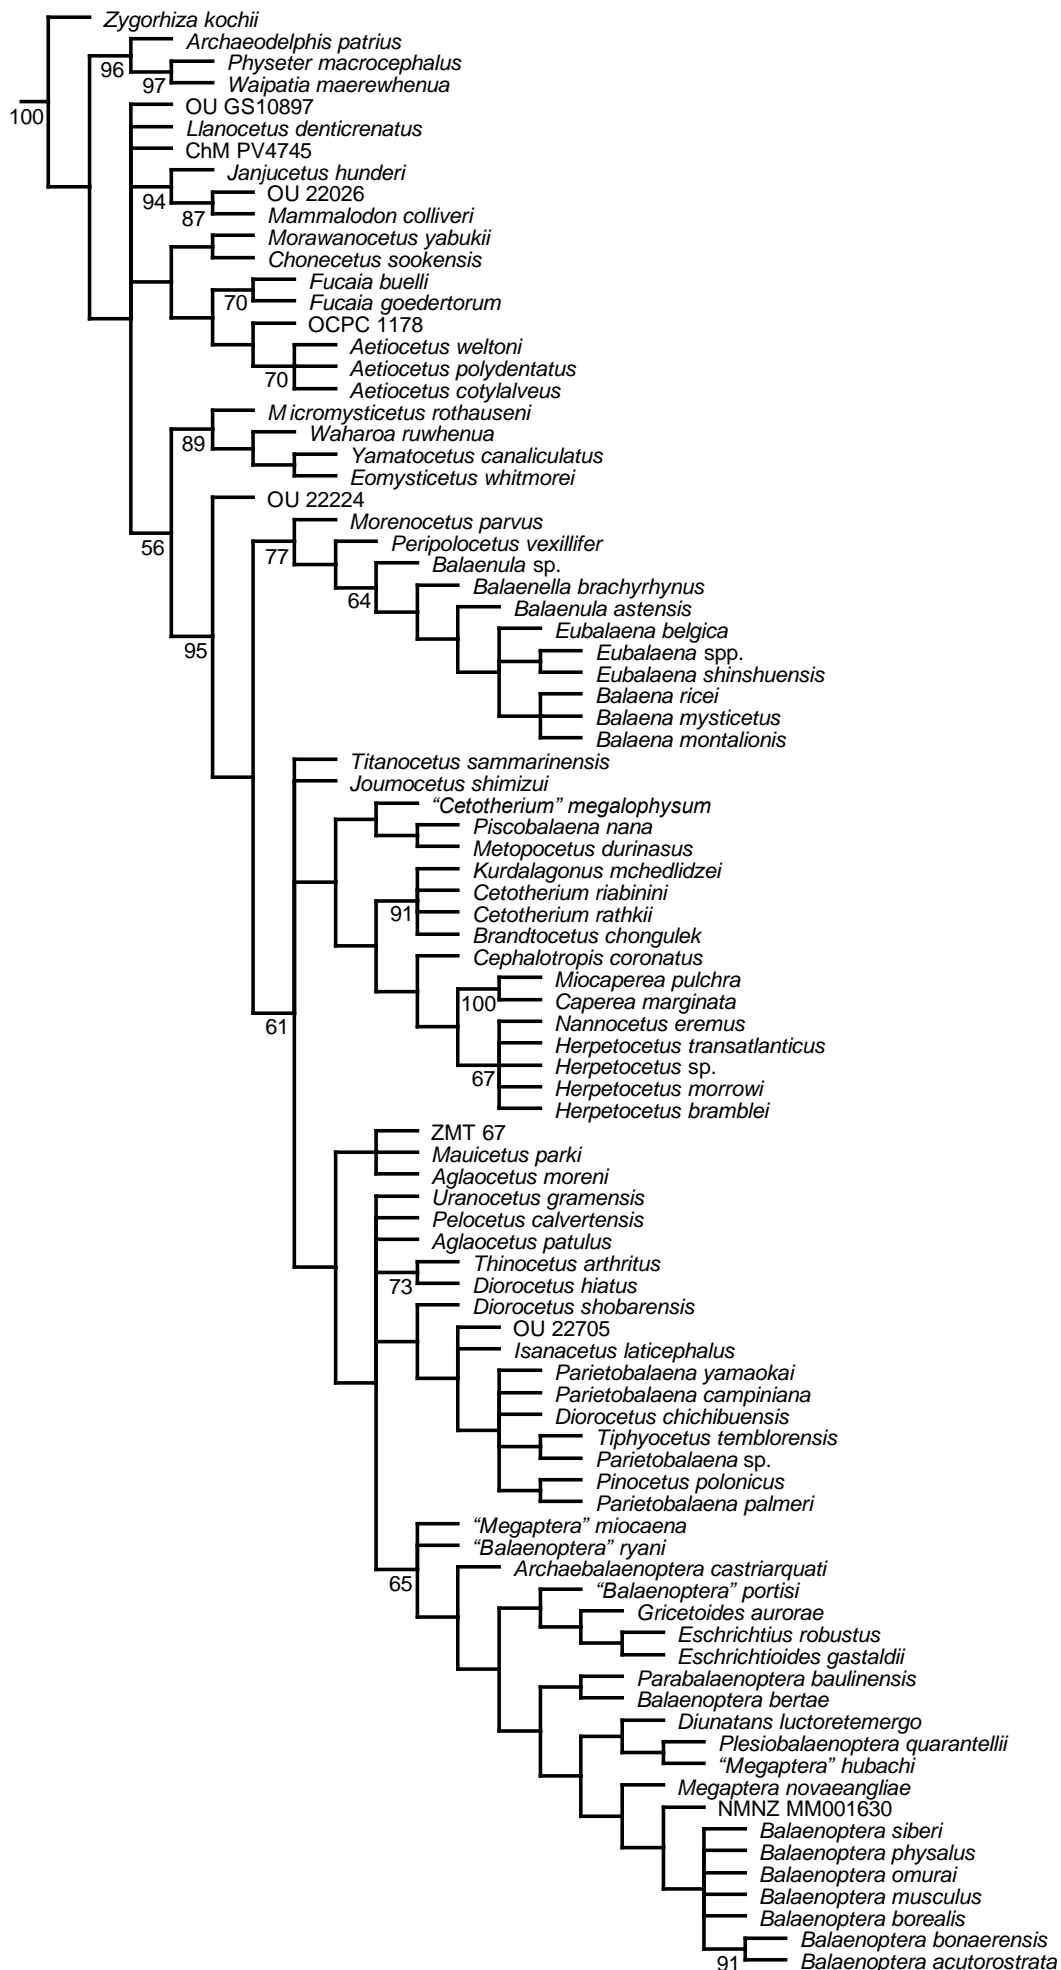 Zygorhiza kochii
Archaeodelphis patrius
Physeter macrocephalus
96
97
Waipatia maerewhenua
OU GS10897
100
Llanocetus denticrenatus
ChM PV4745
Janjucetus hunderi
94
OU 22026
87
Mammalodon colliveri
Morawanocetus yabukii
Chonecetus sookensis
Fucaia buelli
70
Fucaia goedertorum
OCPC 1178
Aetiocetus weltoni
Aetiocetus polydentatus
70
Aetiocetus cotylalveus
Micromysticetus rothauseni
Waharoa ruwhenua
89
Yamatocetus canaliculatus
Eomysticetus whitmorei
OU 22224
Morenocetus parvus
56
77
Peripolocetus vexillifer
Balaenula sp.
Balaenella brachyrhynus
64
Balaenula astensis
Eubalaena belgica
95
Eubalaena spp.
Eubalaena shinshuensis
Balaena ricei
Balaena mysticetus
Balaena montalionis
Titanocetus sammarinensis
Joumocetus shimizui
“Cetotherium” megalophysum
Piscobalaena nana
Metopocetus durinasus
Kurdalagonus mchedlidzei
Cetotherium riabinini
91
Cetotherium rathkii
Brandtocetus chongulek
Cephalotropis coronatus
Miocaperea pulchra
100
Caperea marginata
61
Nannocetus eremus
Herpetocetus transatlanticus
Herpetocetus sp.
67
Herpetocetus morrowi
Herpetocetus bramblei
ZMT 67
Mauicetus parki
Aglaocetus moreni
Uranocetus gramensis
Pelocetus calvertensis
Aglaocetus patulus
Thinocetus arthritus
73
Diorocetus hiatus
Diorocetus shobarensis
OU 22705
Isanacetus laticephalus
Parietobalaena yamaokai
Parietobalaena campiniana
Diorocetus chichibuensis
Tiphyocetus temblorensis
Parietobalaena sp.
Pinocetus polonicus
Parietobalaena palmeri
“Megaptera” miocaena
“Balaenoptera” ryani
Archaebalaenoptera castriarquati
65
“Balaenoptera” portisi
Gricetoides aurorae
Eschrichtius robustus
Eschrichtioides gastaldii
Parabalaenoptera baulinensis
Balaenoptera bertae
Diunatans luctoretemergo
Plesiobalaenoptera quarantellii
“Megaptera” hubachi
Megaptera novaeangliae
NMNZ MM001630
Balaenoptera siberi
Balaenoptera physalus
Balaenoptera omurai
Balaenoptera musculus
Balaenoptera borealis
Balaenoptera bonaerensis
91
Balaenoptera acutorostrata